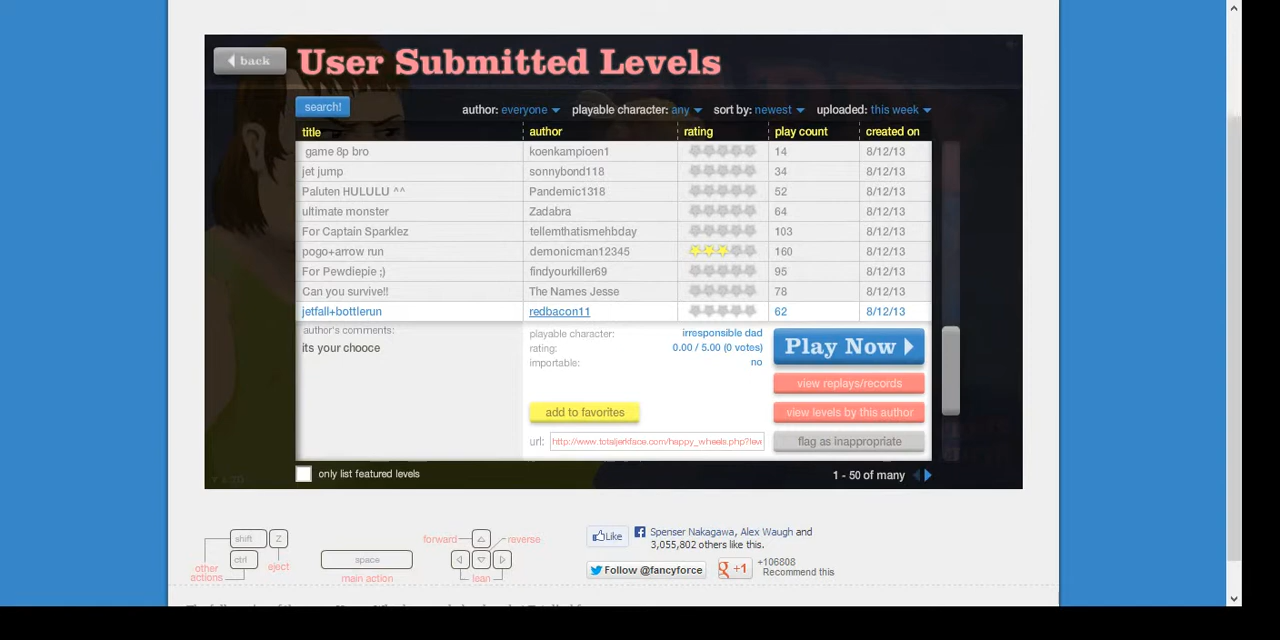 back
User Submitted Levels
search!
author: everyone playable character: any sort by: newest uploaded: this week
title author rating play count created on
game 8p bro koenkampioen1 14 8/12/13
jet jump sonnybond118 34 8/12/13
Paluten HULULU ^^ Pandemic1318 52 8/12/13
ultimate monster Zadabra 64 8/12/13
For Captain Sparklez tellemthatismehbday 103 8/12/13
pogo+arrow run demonicman12345 160 8/12/13
For Pewdiepie ;) findyourkiller69 95 8/12/13
Can you survive!! The Names Jesse 78 8/12/13
jetfall+bottlerun redbacon11 62 8/12/13
author's comments:
its your chooce
playable character: irresponsible dad
rating: 0.00 / 5.00 (0 votes)
importable: no
add to favorites
url: http://www.totaljerkface.com/happy_wheels.php?lev
Play Now
view replays/records
view levels by this author
flag as inappropriate
only list featured levels
1 - 50 of many
shift Z
ctrl
other actions
eject
space
main action
forward
reverse
lean
Like
Spenser Nakagawa, Alex Waugh and
3,055,802 others like this.
Follow @fancyforce
g +1
+106808
Recommend this